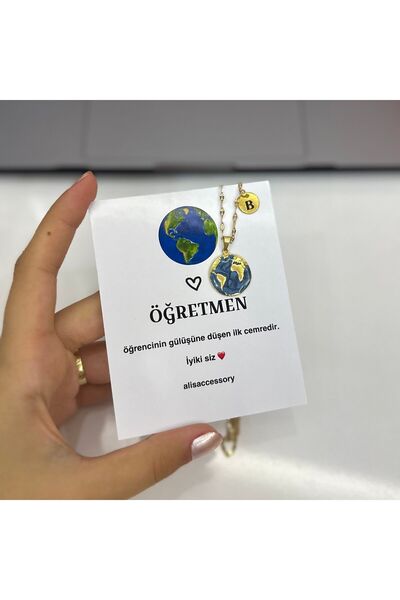 B
ÖĞRETMEN
öğrencinin gülüşüne düşen ilk cemredir.
İyiki siz ❤️
alisaccessory